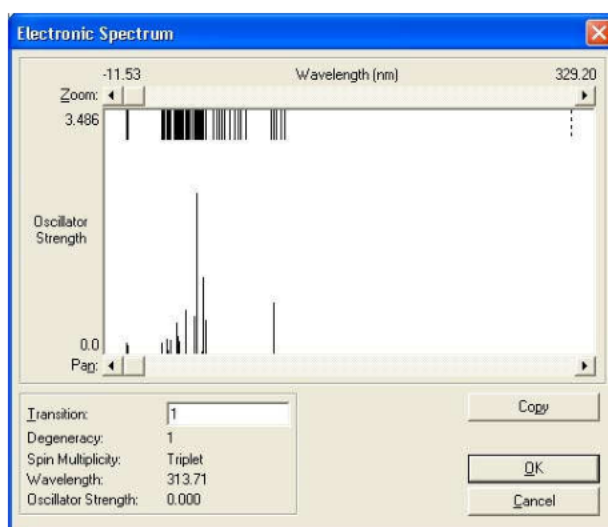 Electronic Spectrum
-11.53 Wavelength (nm) 329.20
Zoom:
3.486
Oscillator
Strength
0.0
Pan:
Transition: 1
Degeneracy: 1
Spin Multiplicity: Triplet
Wavelength: 313.71
Oscillator Strength: 0.000
Copy
OK
Cancel